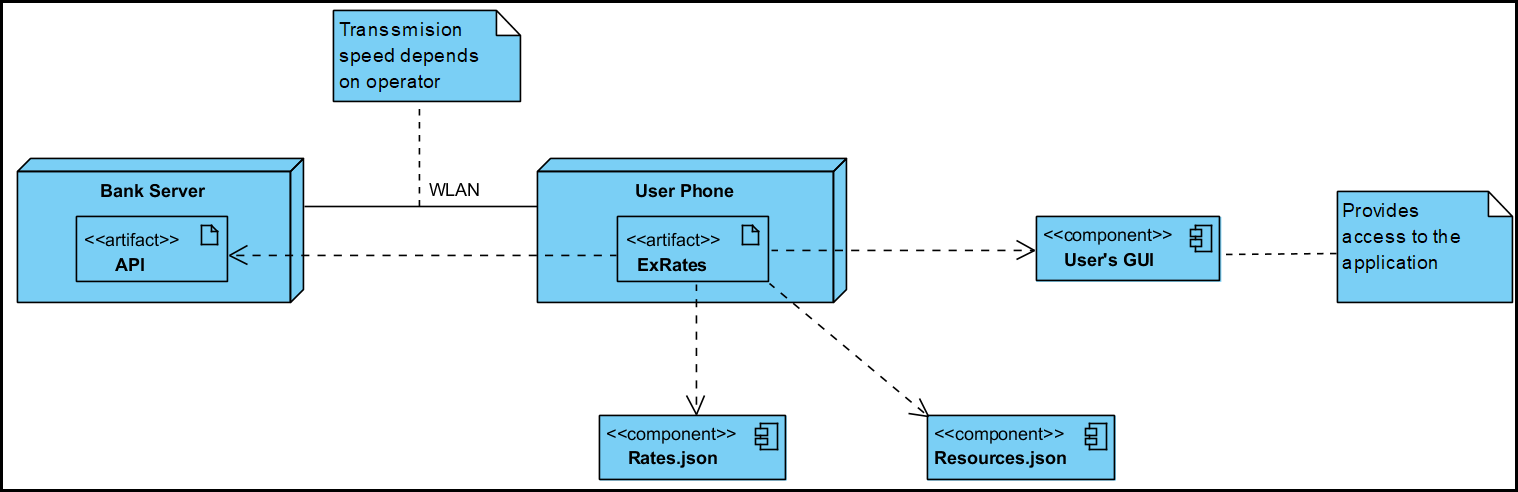 Transsmision
speed depends
on operator
Bank Server
WLAN
User Phone
<<artifact>>
API
<<artifact>>
ExRates
<<component>>
User's GUI
Provides
access to the
application
<<component>>
Rates.json
<<component>>
Resources.json